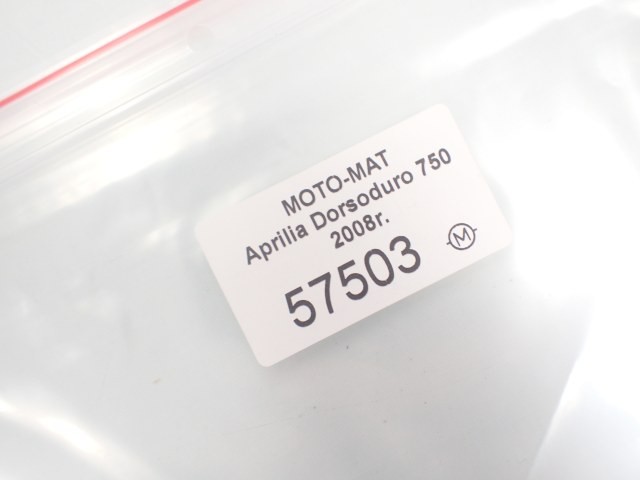 MOTO-MAT
Aprilia Dorsoduro 750
2008r.
57503
M